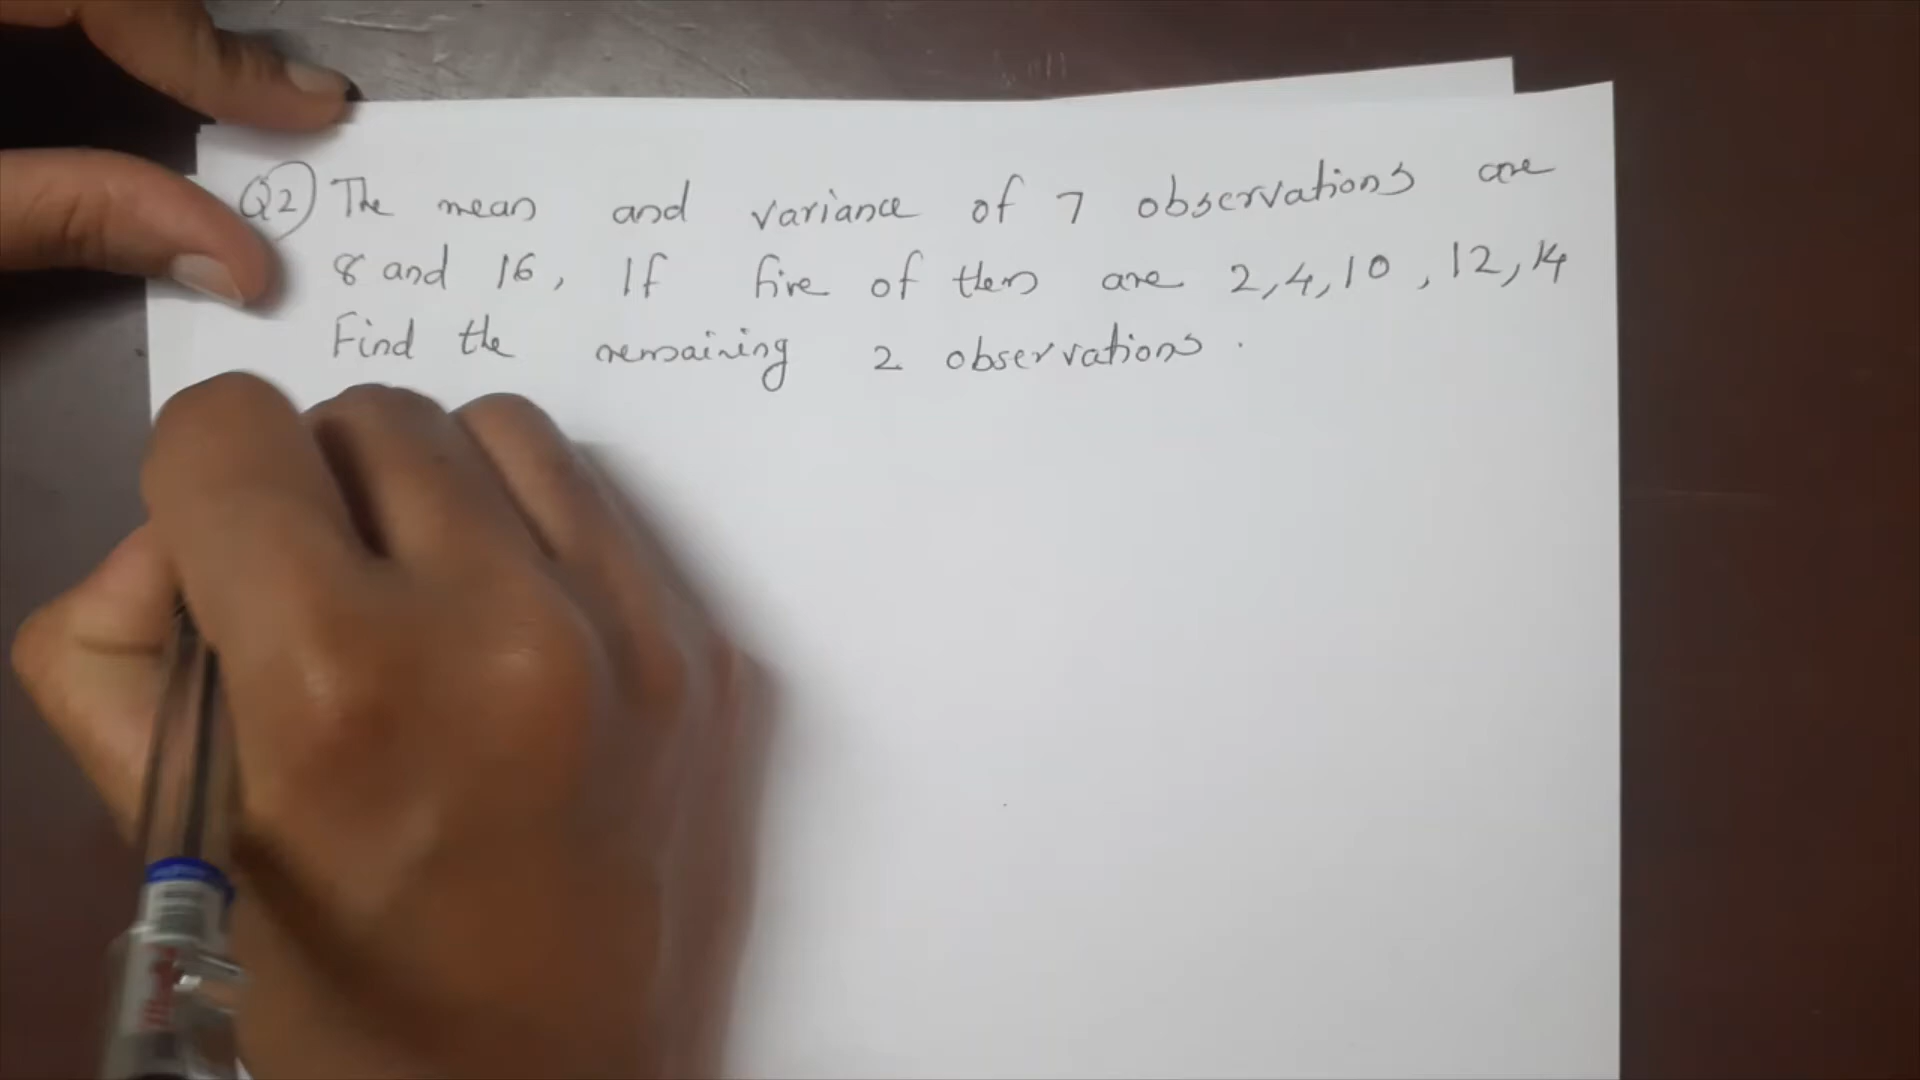 Q2) The mean and variance of 7 observations are
8 and 16, If five of them are 2,4,10,12,14
Find the remaining 2 observations.